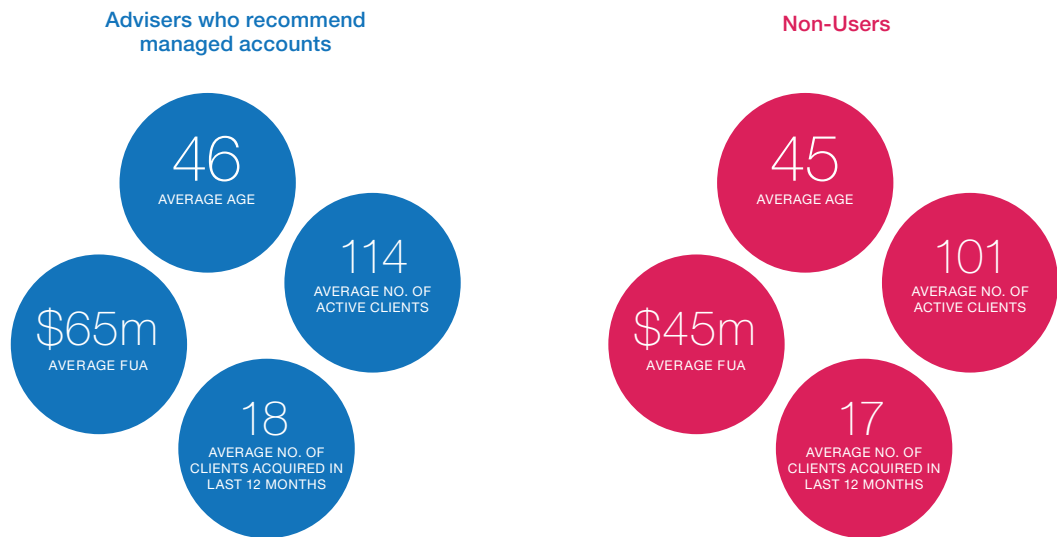 Advisers who recommend
managed accounts
46
AVERAGE AGE
114
AVERAGE NO. OF
ACTIVE CLIENTS
$65m
AVERAGE FUA
18
AVERAGE NO. OF
CLIENTS ACQUIRED IN
LAST 12 MONTHS
Non-Users
45
AVERAGE AGE
101
AVERAGE NO. OF
ACTIVE CLIENTS
$45m
AVERAGE FUA
17
AVERAGE NO. OF
CLIENTS ACQUIRED IN
LAST 12 MONTHS